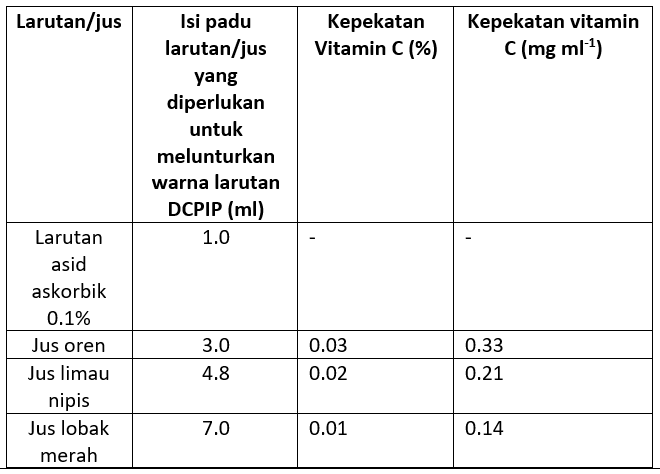 Larutan/jus
Isi padu
larutan/jus
yang
diperlukan
untuk
melunturkan
warna larutan
DCPIP (ml)
Kepekatan
Vitamin C (%)
Kepekatan vitamin
C (mg ml-1)
Larutan
asid
askorbik
0.1%
1.0
-
-
Jus oren
3.0
0.03
0.33
Jus limau
nipis
4.8
0.02
0.21
Jus lobak
merah
7.0
0.01
0.14